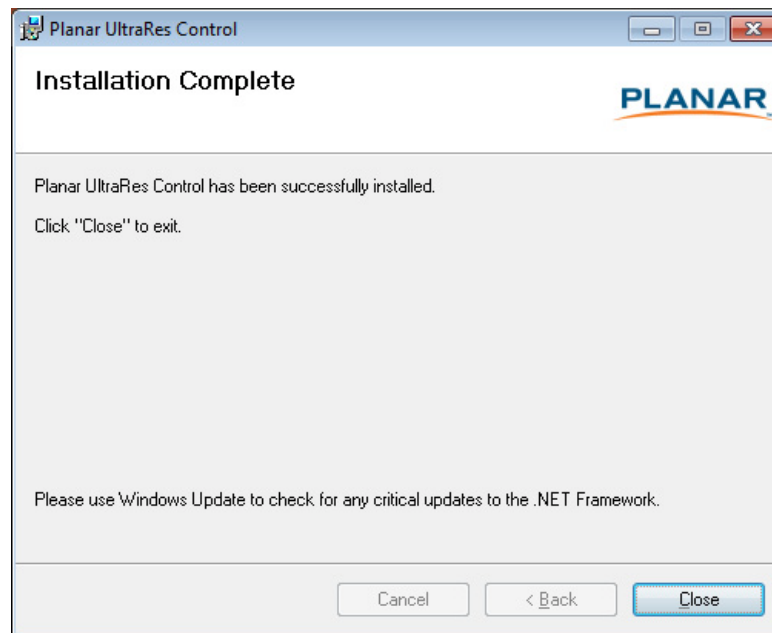 Planar UltraRes Control
Installation Complete
PLANAR
Planar UltraRes Control has been successfully installed.
Click "Close" to exit.
Please use Windows Update to check for any critical updates to the .NET Framework.
Cancel
< Back
Close